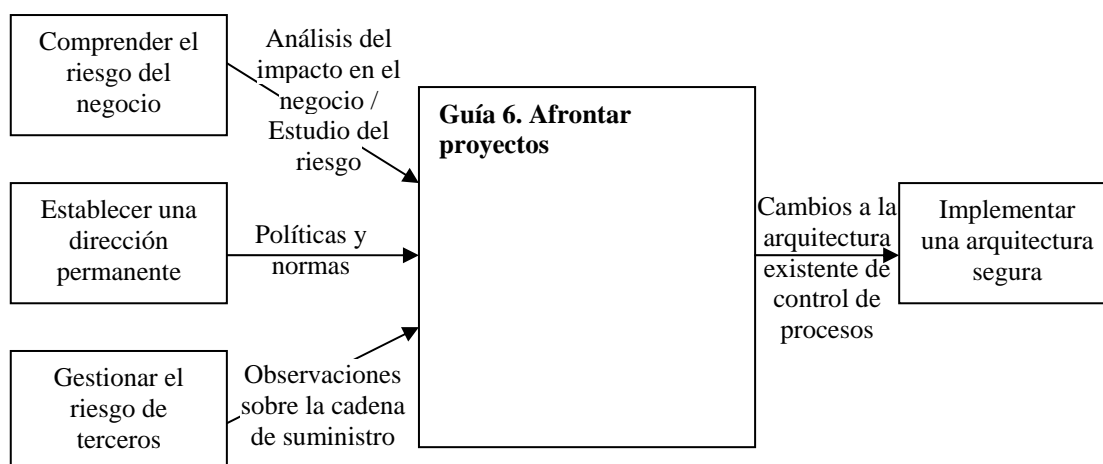 Comprender el
riesgo del
negocio
Análisis del
impacto en el
negocio /
Estudio del
riesgo
Guía 6. Afrontar
proyectos
Establecer una
dirección
permanente
Políticas y
normas
Cambios a la
arquitectura
existente de
control de
procesos
Implementar
una arquitectura
segura
Gestionar el
riesgo de
terceros
Observaciones
sobre la cadena
de suministro